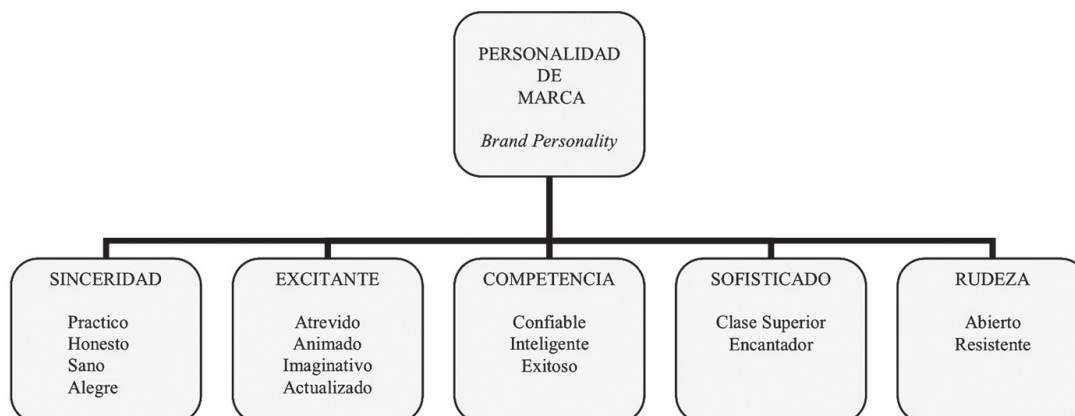 PERSONALIDAD
DE
MARCA
Brand Personality
SINCERIDAD
Practico
Honesto
Sano
Alegre
EXCITANTE
Atrevido
Animado
Imaginativo
Actualizado
COMPETENCIA
Confiable
Inteligente
Exitoso
SOFISTICADO
Clase Superior
Encantador
RUDEZA
Abierto
Resistente